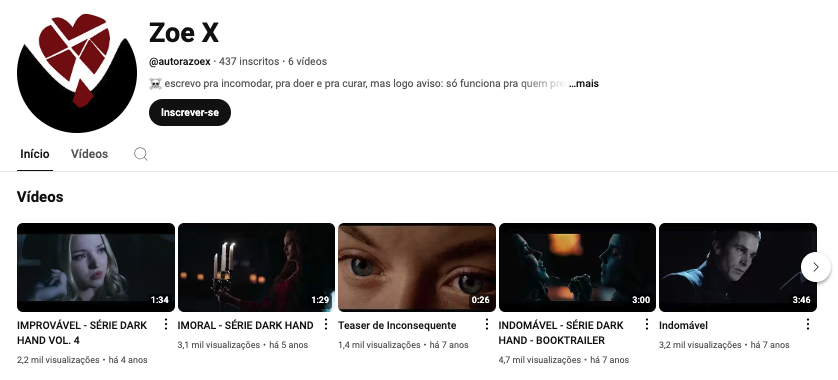 Zoe X
@autorazoex • 437 inscritos • 6 vídeos
☠️ escrevo pra incomodar, pra doer e pra curar, mas logo aviso: só funciona pra quem ...mais
Inscrever-se
Início Vídeos
Vídeos
1:34 1:29 0:26 3:00 3:46
IMPROVÁVEL - SÉRIE DARK HAND VOL. 4
2,2 mil visualizações • há 4 anos
IMORAL - SÉRIE DARK HAND
3,1 mil visualizações • há 5 anos
Teaser de Inconsequente
1,4 mil visualizações • há 7 anos
INDOMÁVEL - SÉRIE DARK HAND - BOOKTRAILER
4,7 mil visualizações • há 7 anos
Indomável
3,2 mil visualizações • há 7 anos